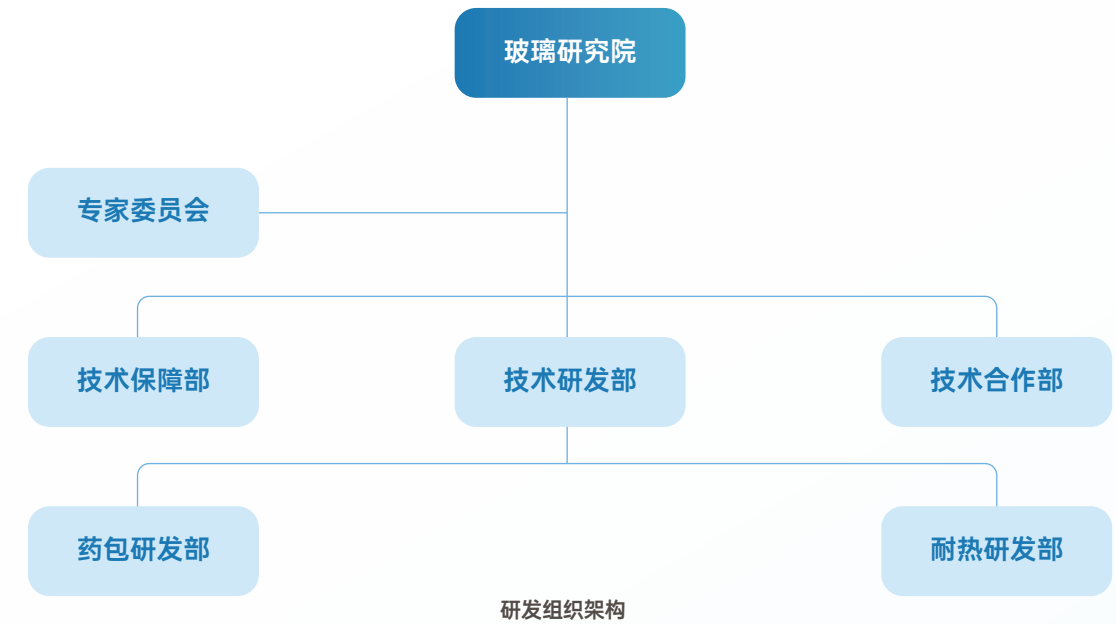 玻璃研究院
专家委员会
技术保障部
技术研发部
技术合作部
药包研发部
耐热研发部
研发组织架构